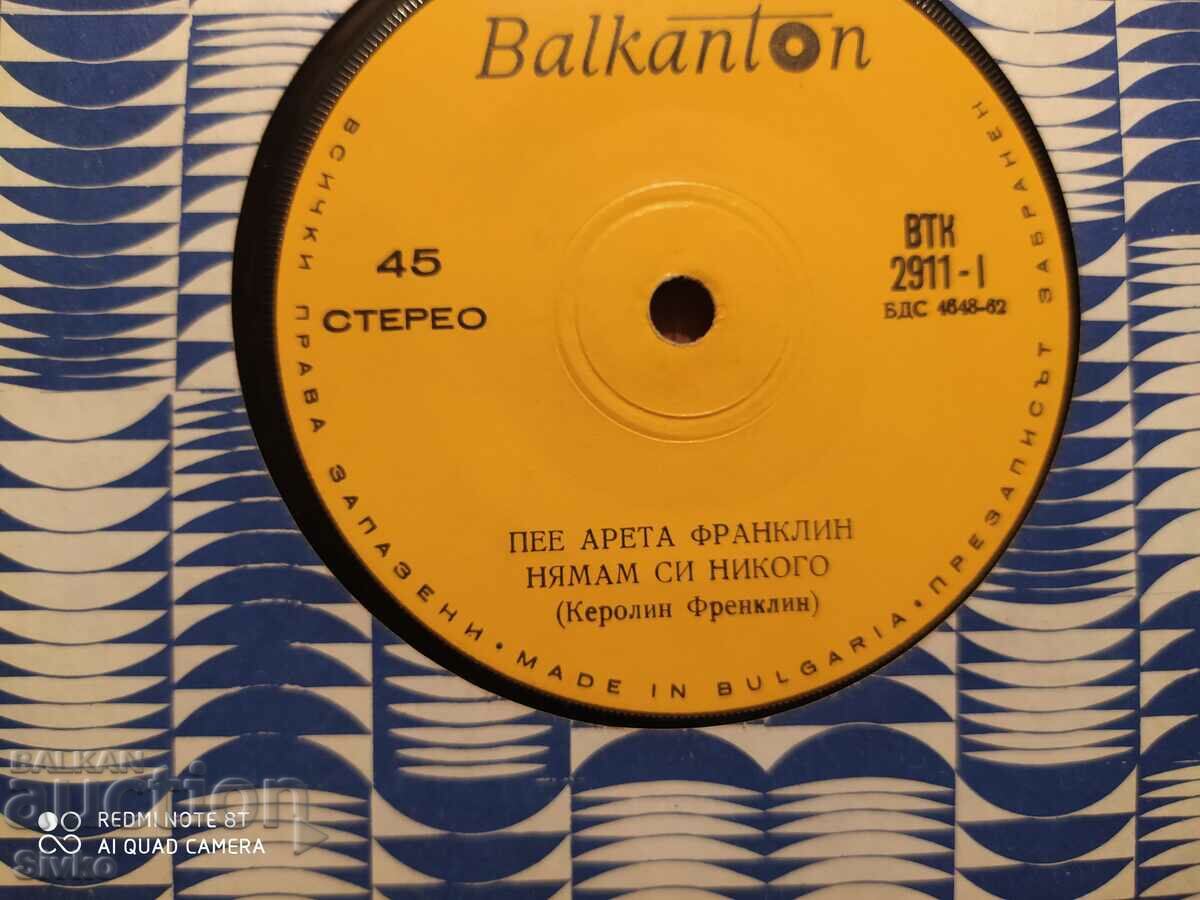 Balkanton
ВСИЧКИ ПРАВА ЗАПАЗЕНИ • MADE IN BULGARIA • ПРЕЗАПИСЪТ ЗАБРАНЕН
45
СТЕРЕО
ВТК
2911-I
БДС 4648-62
ПЕЕ АРЕТА ФРАНКЛИН
НЯМАМ СИ НИКОГО
(Керолин Френклин)
BALKAN
auction
REDMI NOTE 8T
AI QUAD CAMERA
Sivko